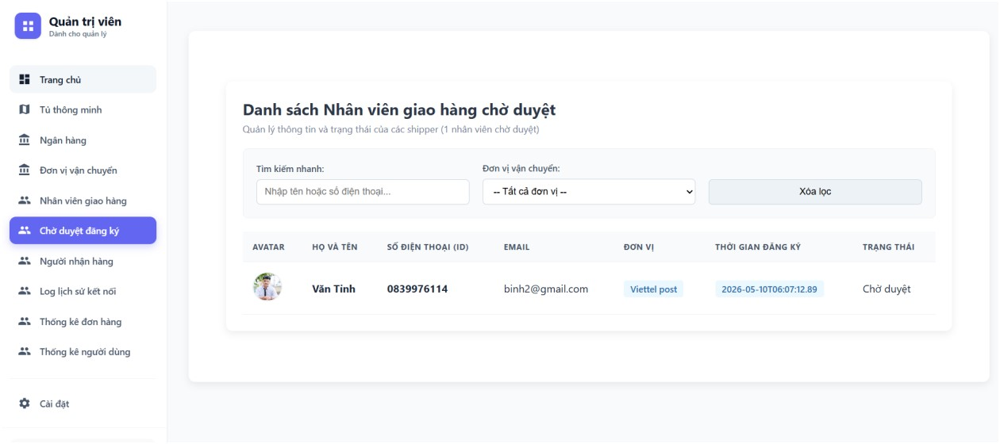 Quản trị viên
Dành cho quản lý
Trang chủ
Tủ thông minh
Ngân hàng
Đơn vị vận chuyển
Nhân viên giao hàng
Chờ duyệt đăng ký
Người nhận hàng
Log lịch sử kết nối
Thống kê đơn hàng
Thống kê người dùng
Cài đặt
Danh sách Nhân viên giao hàng chờ duyệt
Quản lý thông tin và trạng thái của các shipper (1 nhân viên chờ duyệt)
Tìm kiếm nhanh: Đơn vị vận chuyển:
Nhập tên hoặc số điện thoại... -- Tất cả đơn vị -- Xóa lọc
AVATAR HỌ VÀ TÊN SỐ ĐIỆN THOẠI (ID) EMAIL ĐƠN VỊ THỜI GIAN ĐĂNG KÝ TRẠNG THÁI
Văn Tính 0839976114 binh2@gmail.com Viettel post 2026-05-10T06:07:12.89 Chờ duyệt